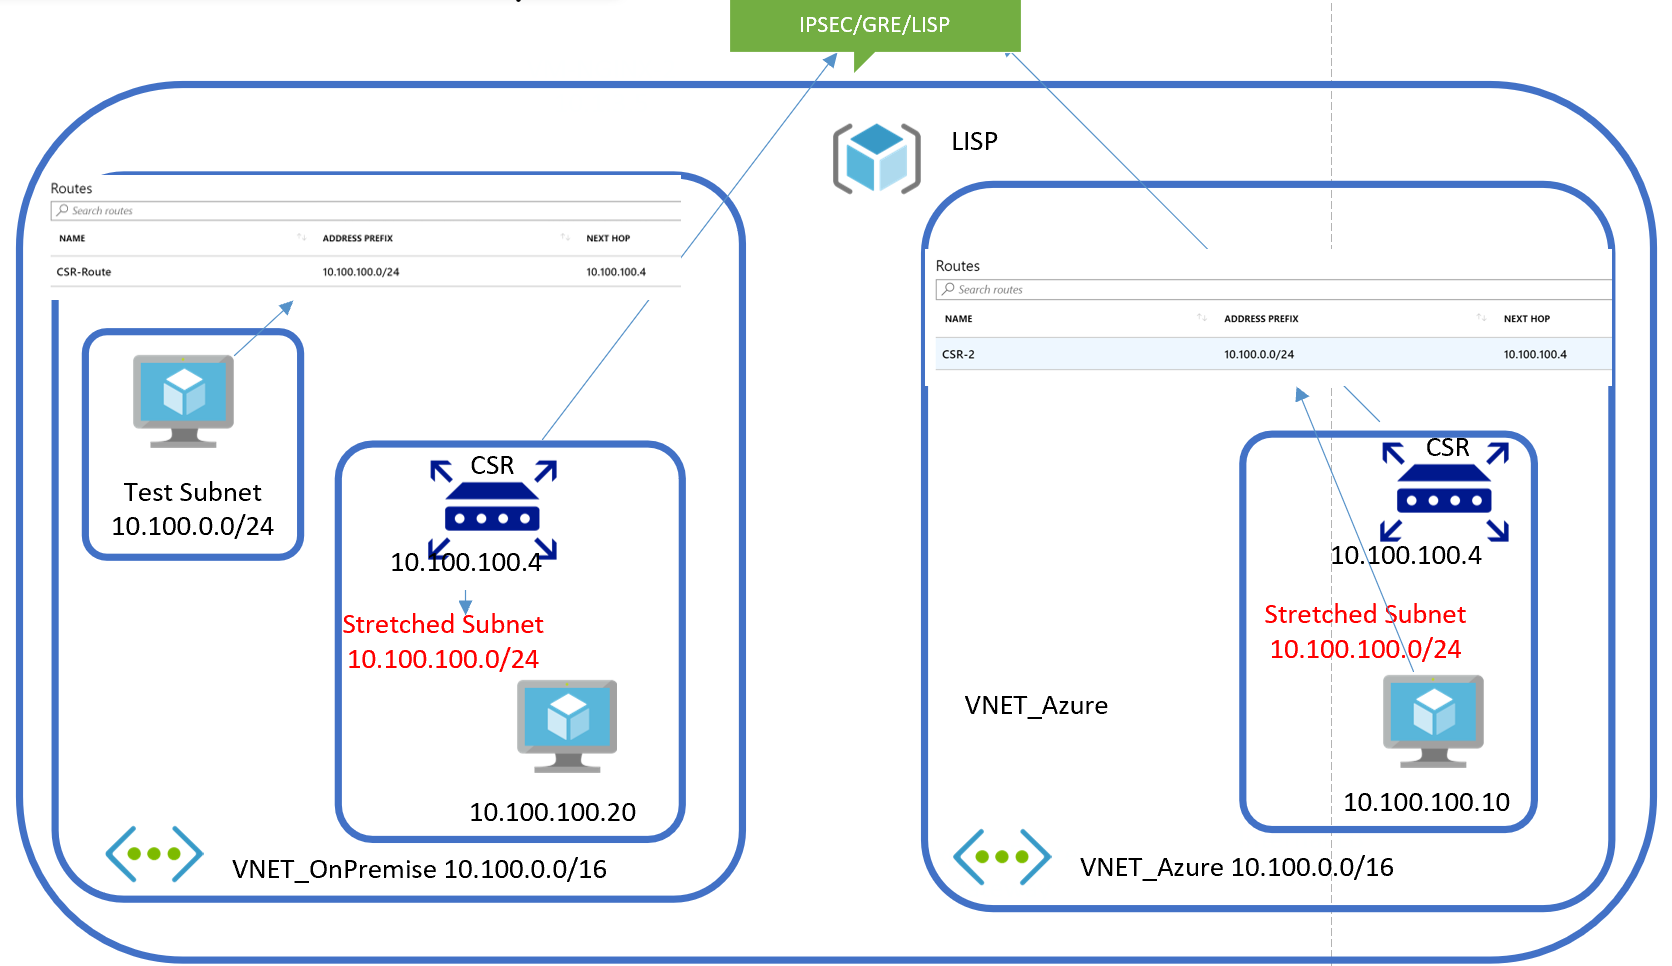 IPSEC/GRE/LISP
LISP
Routes
Search routes
NAME ADDRESS PREFIX NEXT HOP
CSR-Route 10.100.100.0/24 10.100.100.4
Test Subnet
10.100.0.0/24
CSR
10.100.100.4
Stretched Subnet
10.100.100.0/24
10.100.100.20
VNET_OnPremise 10.100.0.0/16
Routes
Search routes
NAME ADDRESS PREFIX NEXT HOP
CSR-2 10.100.0.0/24 10.100.100.4
CSR
10.100.100.4
Stretched Subnet
10.100.100.0/24
VNET_Azure
10.100.100.10
VNET_Azure 10.100.0.0/16